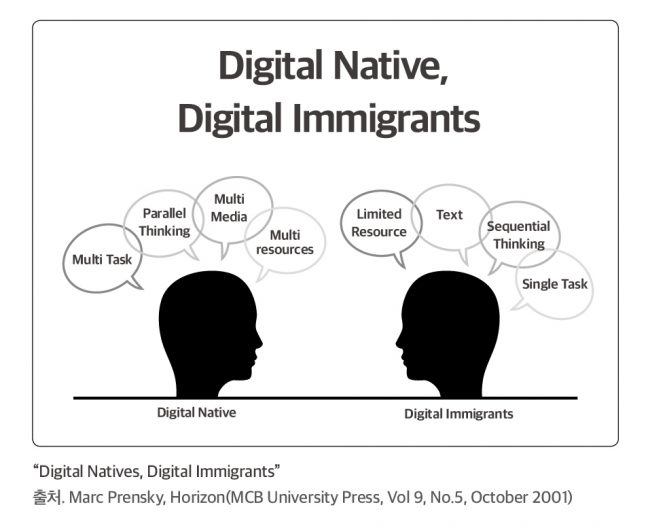 Digital Native,
Digital Immigrants
Multi Task
Parallel
Thinking
Multi
Media
Multi
resources
Limited
Resource
Text
Sequential
Thinking
Single Task
Digital Native
Digital Immigrants
“Digital Natives, Digital Immigrants”
출처. Marc Prensky, Horizon(MCB University Press, Vol 9, No.5, October 2001)